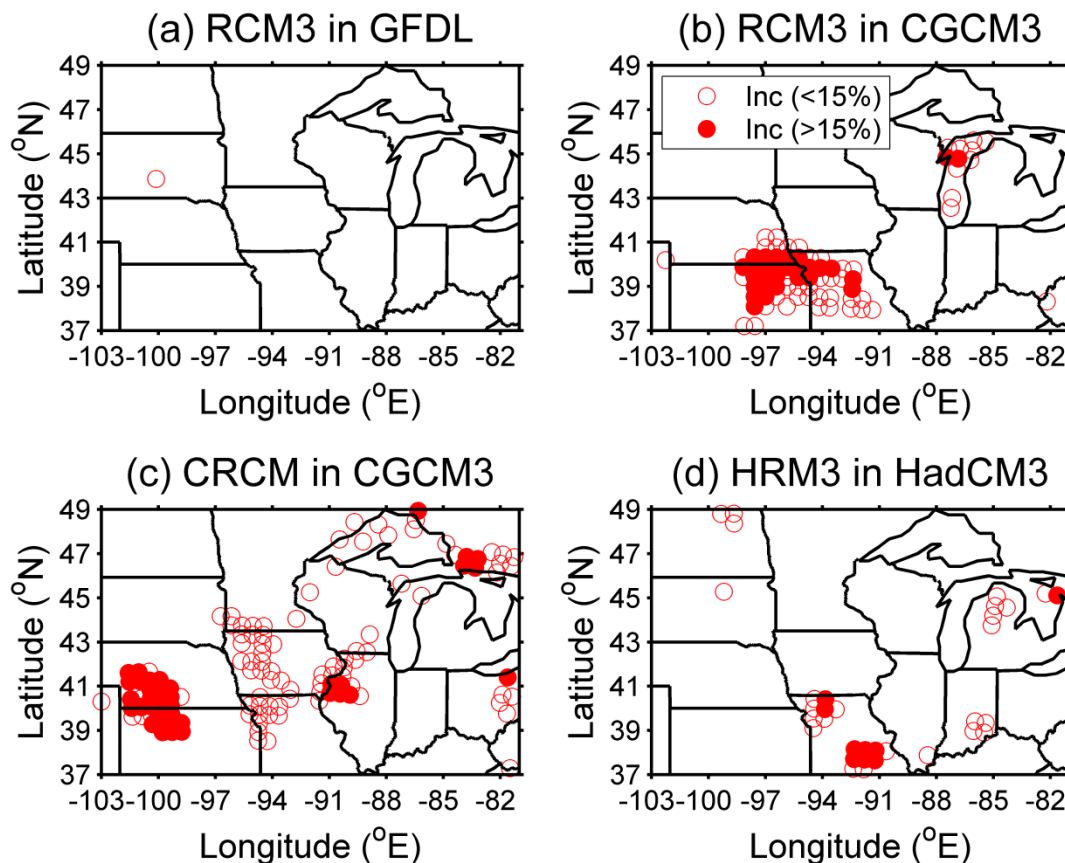 (a) RCM3 in GFDL
(b) RCM3 in CGCM3
49
47
45
43
41
39
37
Latitude (°N)
-103-100 -97 -94 -91 -88 -85 -82
Longitude (°E)
49
47
45
43
41
39
37
Latitude (°N)
Inc (<15%)
Inc (>15%)
-103-100 -97 -94 -91 -88 -85 -82
Longitude (°E)
(c) CRCM in CGCM3
(d) HRM3 in HadCM3
49
47
45
43
41
39
37
Latitude (°N)
-103-100 -97 -94 -91 -88 -85 -82
Longitude (°E)
49
47
45
43
41
39
37
Latitude (°N)
-103-100 -97 -94 -91 -88 -85 -82
Longitude (°E)